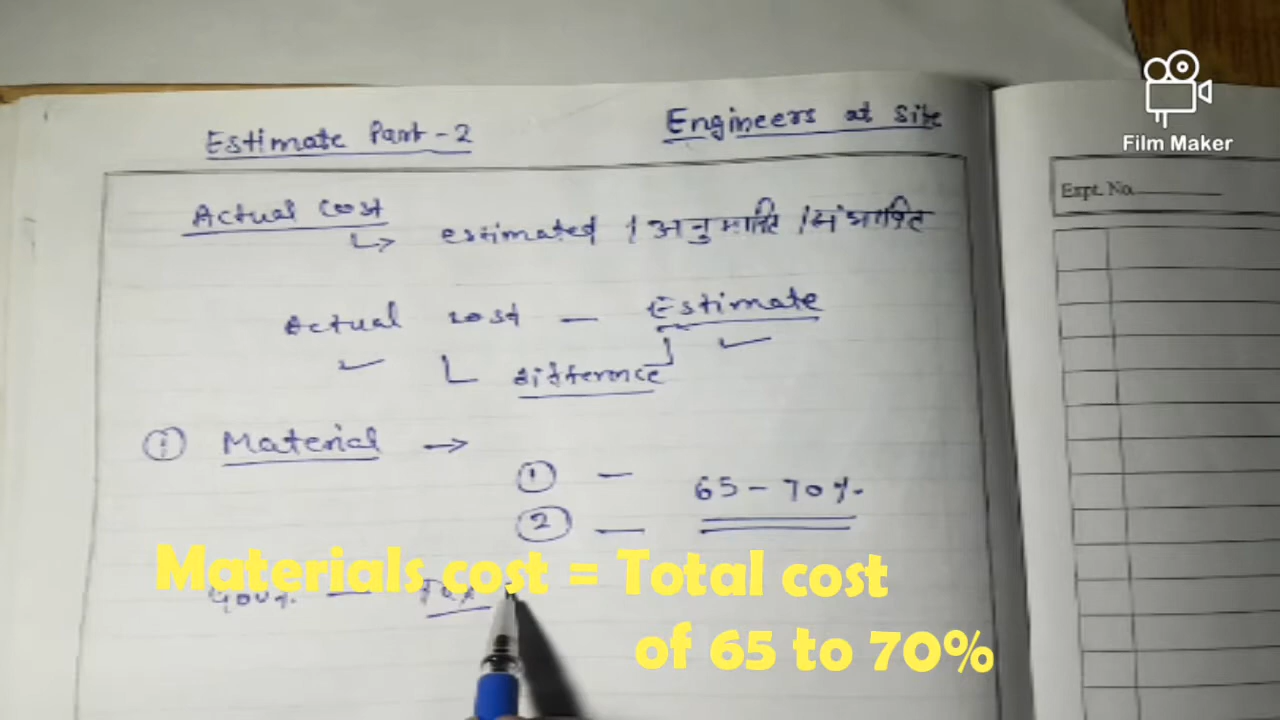 Film Maker
Estimate Part-2
Engineers at Site
Expt. No.
Actual cost
↳ estimated / अनुमानित / संभावित
Actual cost — Estimate
difference
① Material →
① —
65-70%
② —
Materials cost = Total cost
of 65 to 70%
— Tax